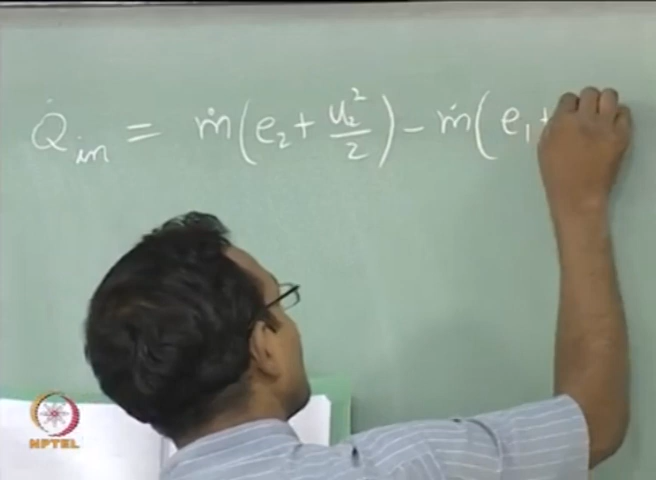 Q̇in = ṁ(e₂ + u₂²/2) – ṁ(e₁ +
NPTEL